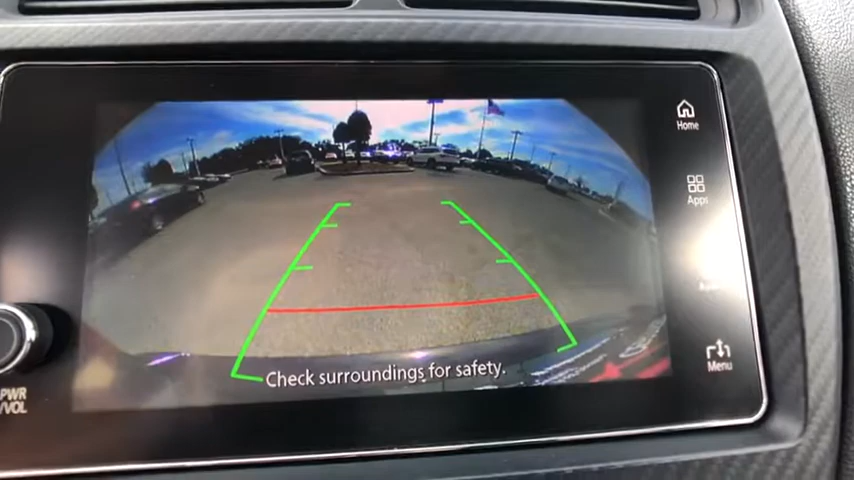 Home
Apps
Menu
PWR
/VOL
Check surroundings for safety.